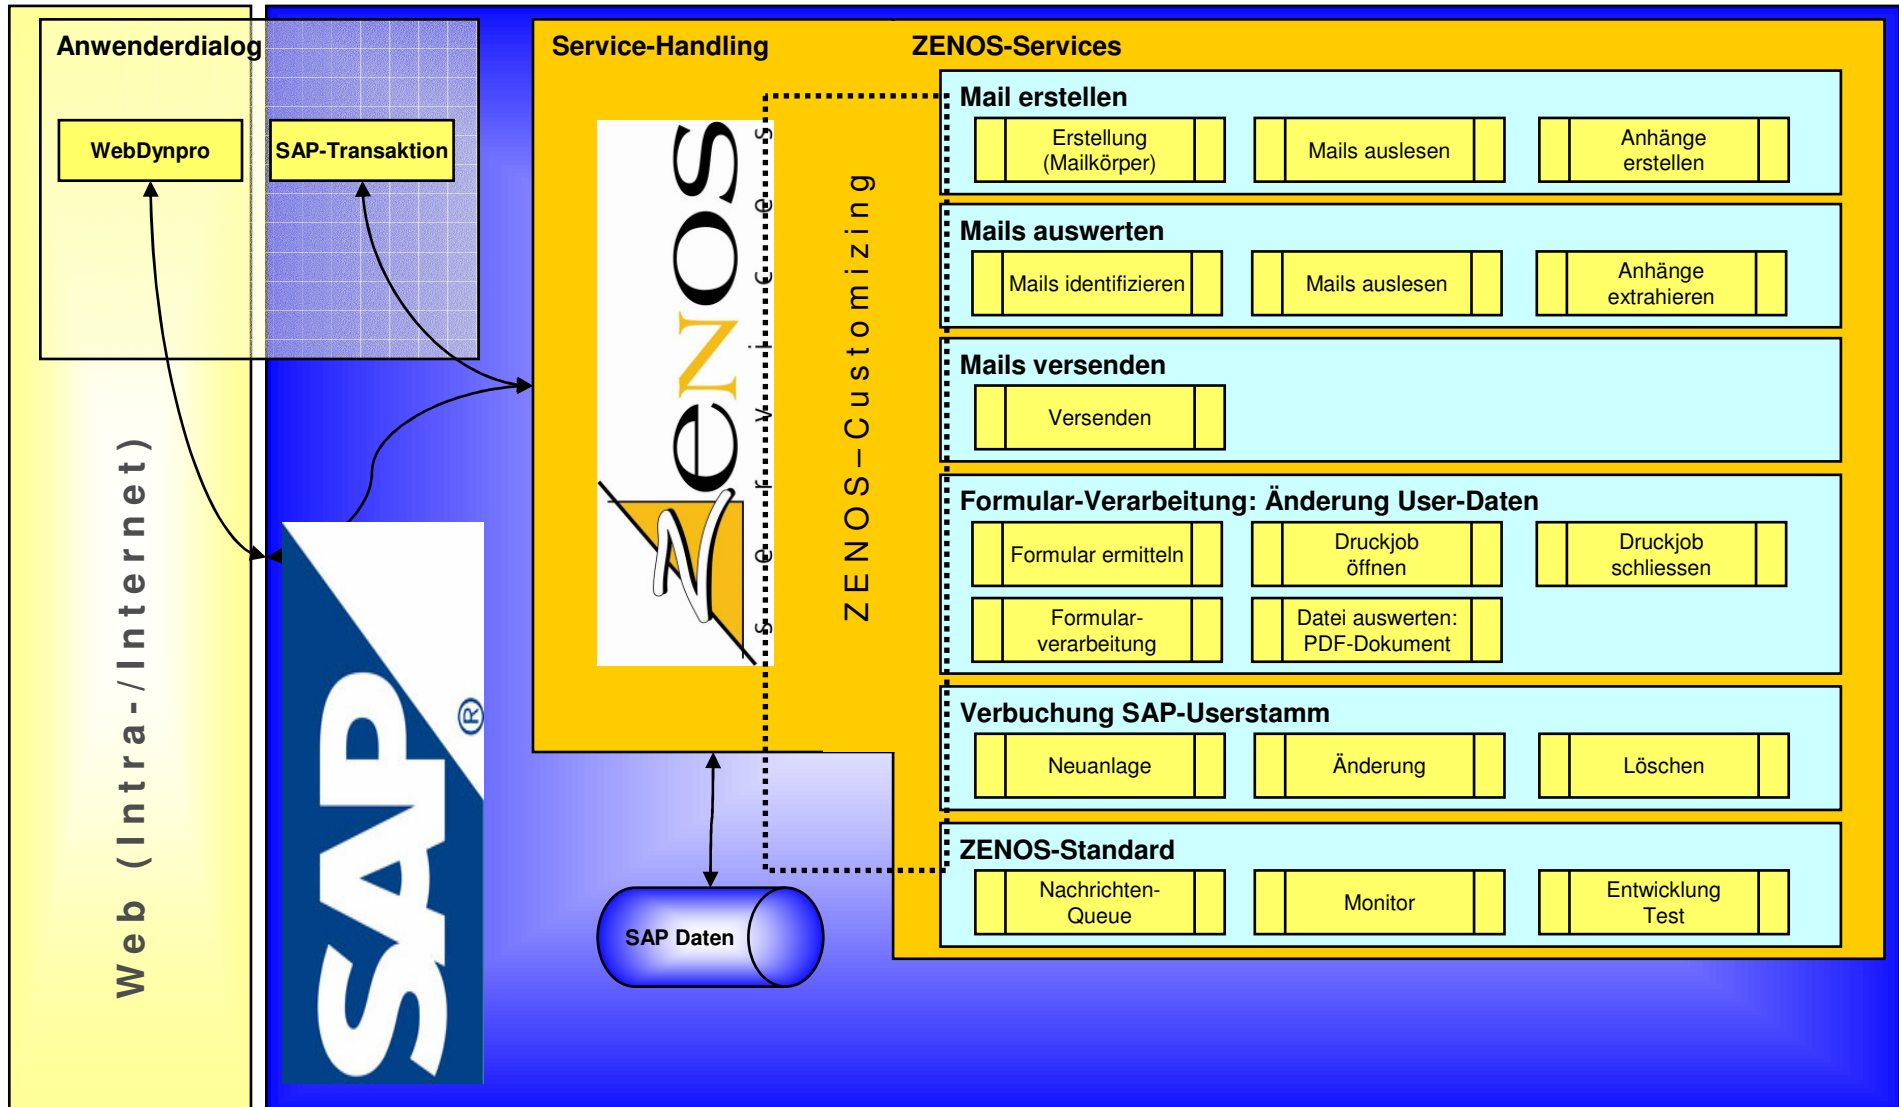 Anwenderdialog
WebDynpro
SAP-Transaktion
Web (Intra-/Internet)
SAP
®
Service-Handling
zenos
services
ZENOS–Customizing
SAP Daten
ZENOS-Services
Mail erstellen
Erstellung
(Mailkörper)
Mails auslesen
Anhänge
erstellen
Mails auswerten
Mails identifizieren
Mails auslesen
Anhänge
extrahieren
Mails versenden
Versenden
Formular-Verarbeitung: Änderung User-Daten
Formular ermitteln
Druckjob
öffnen
Druckjob
schliessen
Formular-
verarbeitung
Datei auswerten:
PDF-Dokument
Verbuchung SAP-Userstamm
Neuanlage
Änderung
Löschen
ZENOS-Standard
Nachrichten-
Queue
Monitor
Entwicklung
Test